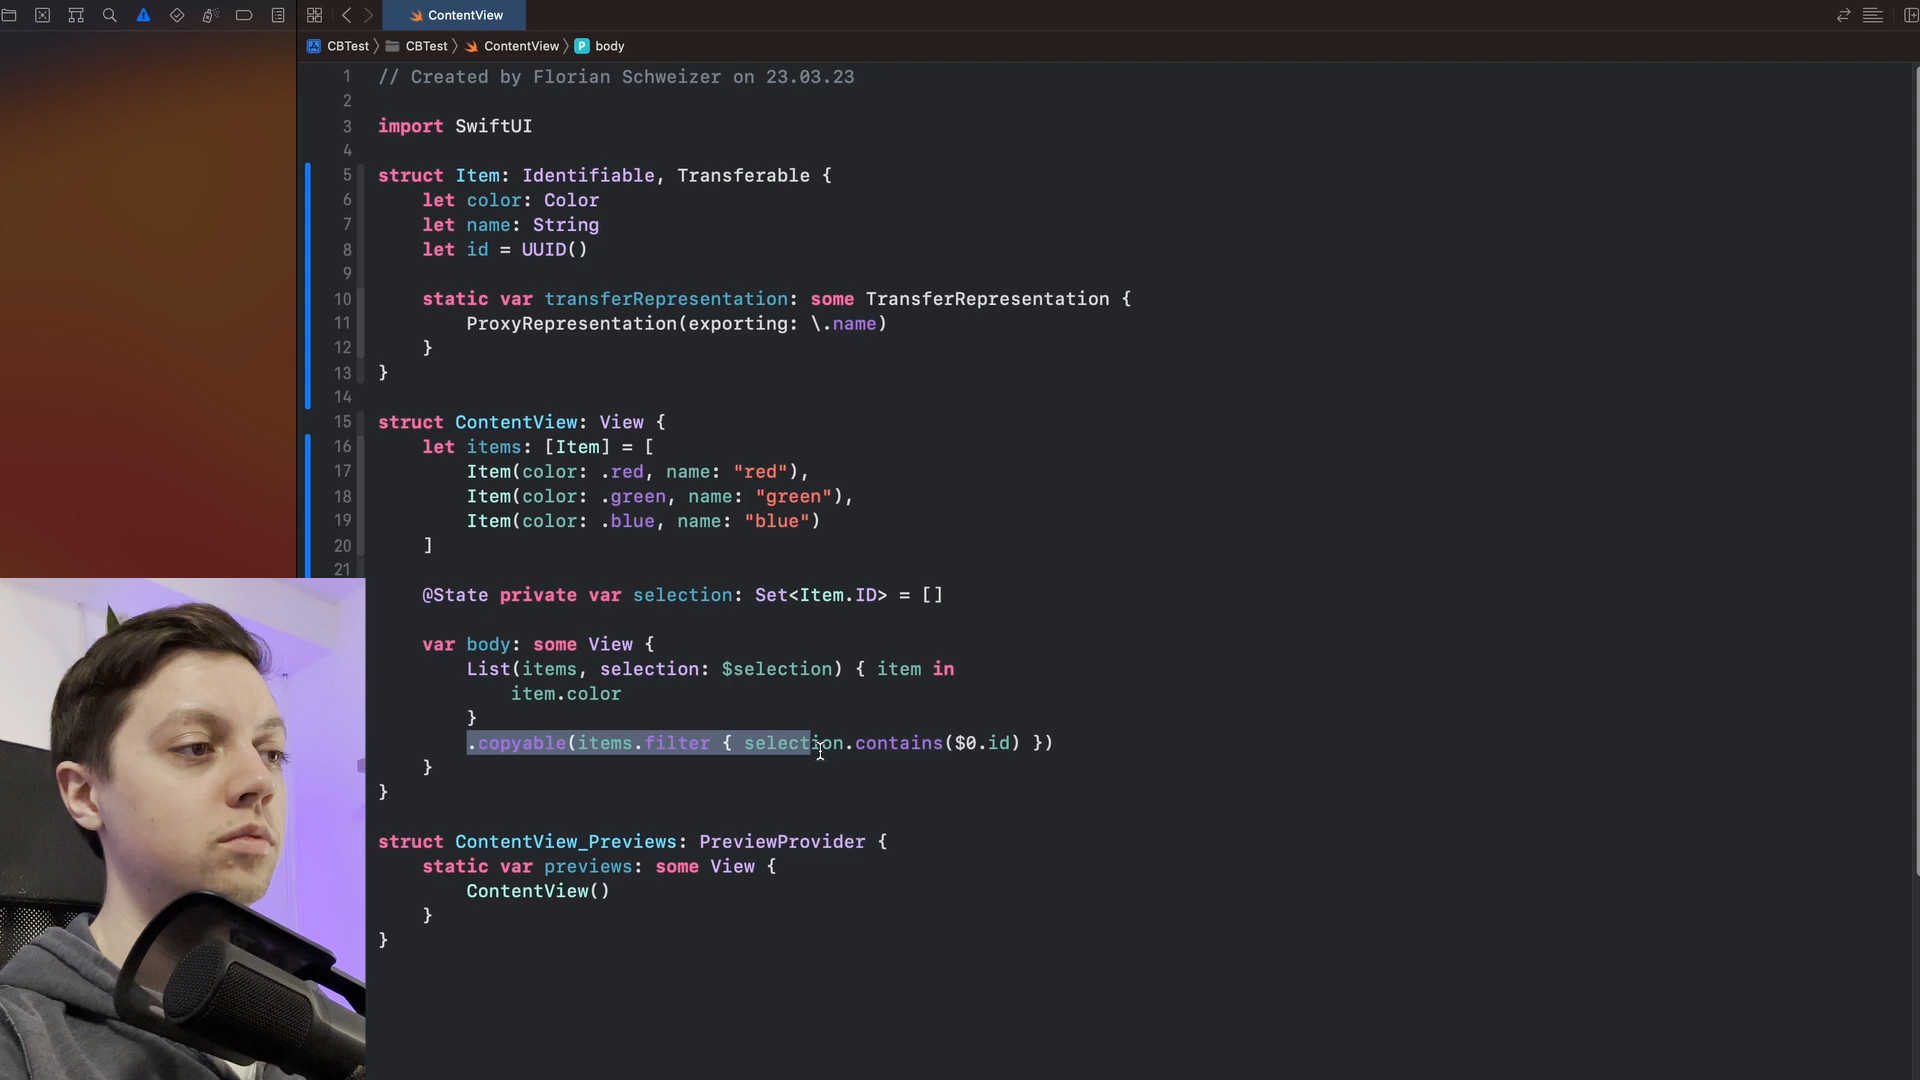 ContentView
CBTest 〉 CBTest 〉 ContentView 〉 P body
1 // Created by Florian Schweizer on 23.03.23
2
3 import SwiftUI
4
5 struct Item: Identifiable, Transferable {
6 let color: Color
7 let name: String
8 let id = UUID()
9
10 static var transferRepresentation: some TransferRepresentation {
11 ProxyRepresentation(exporting: \.name)
12 }
13 }
14
15 struct ContentView: View {
16 let items: [Item] = [
17 Item(color: .red, name: "red"),
18 Item(color: .green, name: "green"),
19 Item(color: .blue, name: "blue")
20 ]
21
@State private var selection: Set<Item.ID> = []
var body: some View {
List(items, selection: $selection) { item in
item.color
}
.copyable(items.filter { selection.contains($0.id) })
}
}
struct ContentView_Previews: PreviewProvider {
static var previews: some View {
ContentView()
}
}